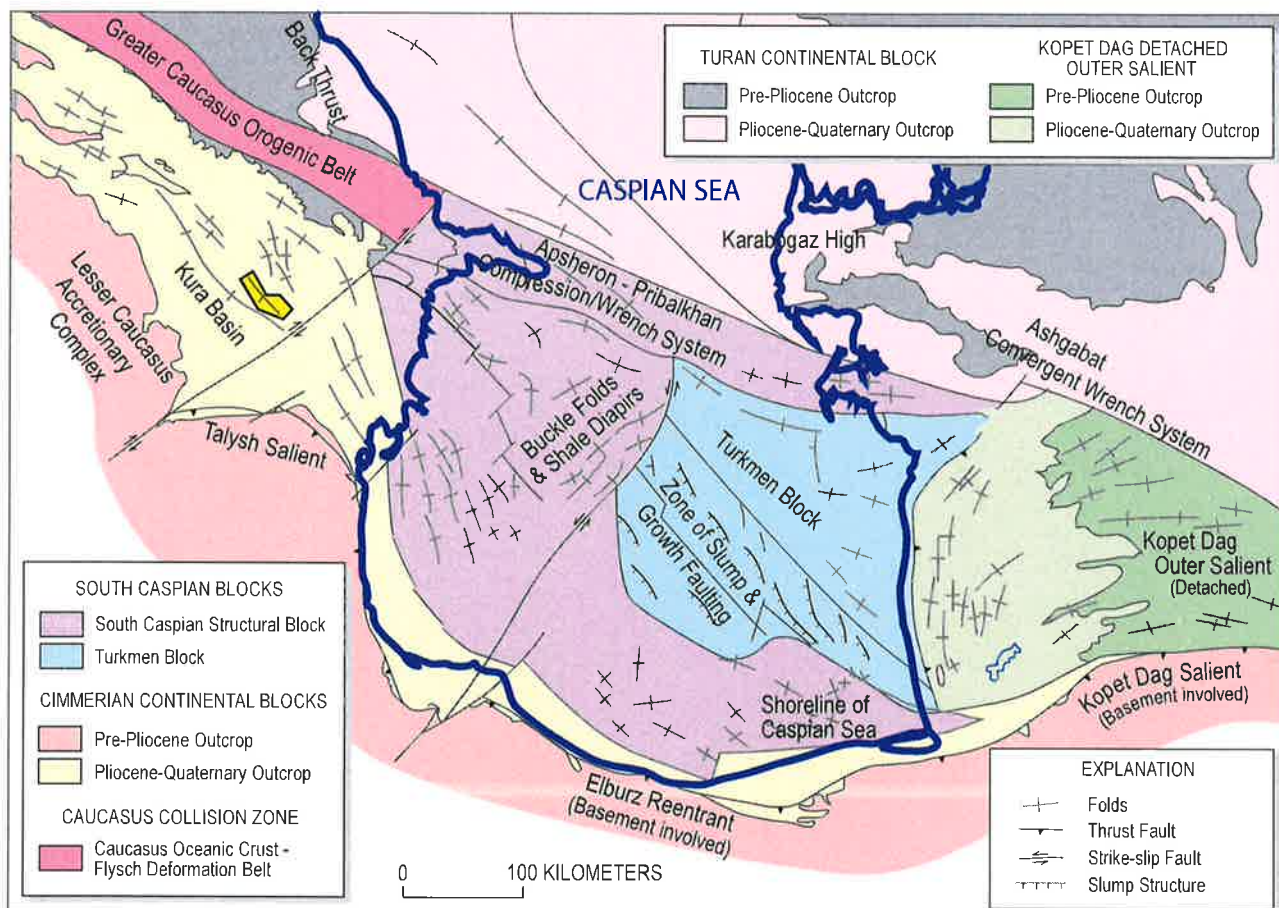 Greater Caucasus Orogenic Belt
Back Thrust
TURAN CONTINENTAL BLOCK
Pre-Pliocene Outcrop
Pliocene-Quaternary Outcrop
KOPET DAG DETACHED
OUTER SALIENT
Pre-Pliocene Outcrop
Pliocene-Quaternary Outcrop
CASPIAN SEA
Karabogaz High
Apsheron - Pribalkhan
Compression/Wrench System
Ashgabat
Convergent Wrench System
Lesser Caucasus
Accretionary
Complex
Kura Basin
Talysh Salient
Buckle Folds
& Shale Diapirs
Turkmen
Block
Zone of Slump &
Growth Faulting
Kopet Dag
Outer Salient
(Detached)
Kopet Dag Salient
(Basement involved)
Shoreline of
Caspian Sea
Elburz Reentrant
(Basement involved)
SOUTH CASPIAN BLOCKS
South Caspian Structural Block
Turkmen Block
CIMMERIAN CONTINENTAL BLOCKS
Pre-Pliocene Outcrop
Pliocene-Quaternary Outcrop
CAUCASUS COLLISION ZONE
Caucasus Oceanic Crust -
Flysch Deformation Belt
0 100 KILOMETERS
EXPLANATION
Folds
Thrust Fault
Strike-slip Fault
Slump Structure